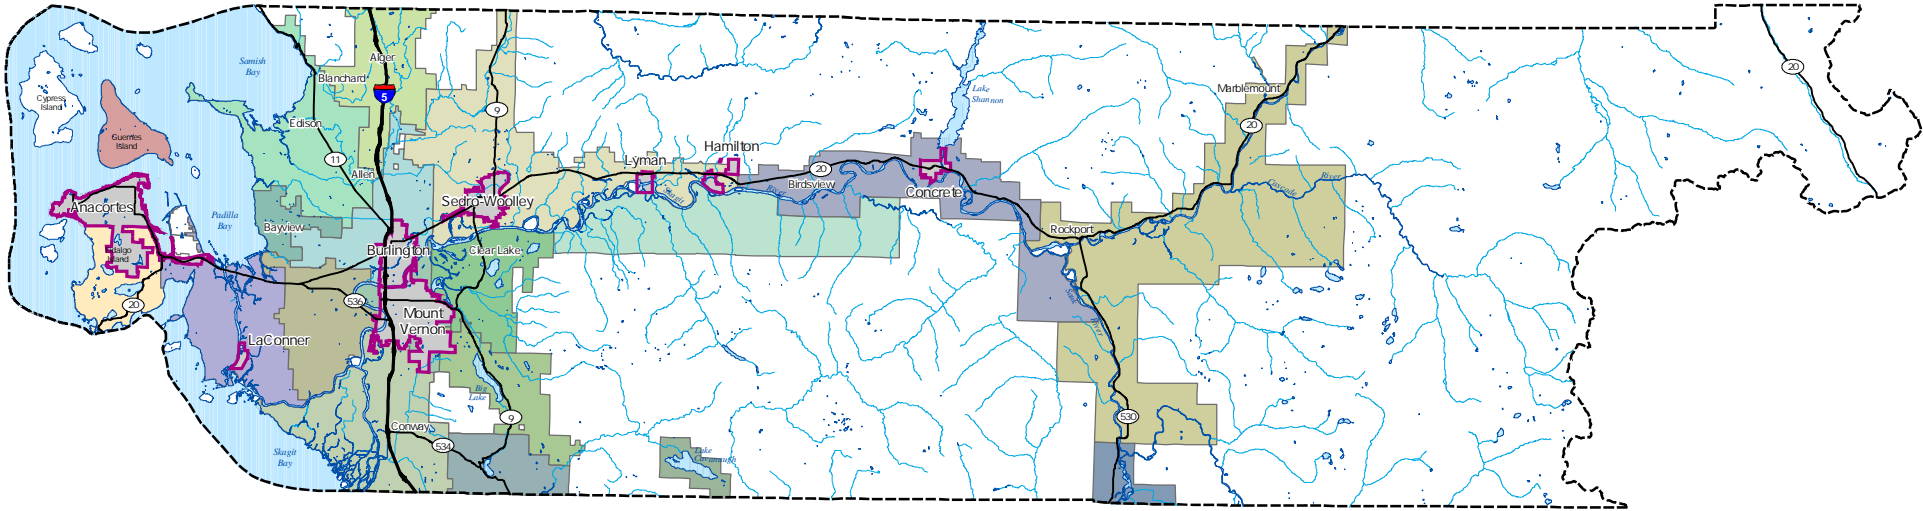 Samish
Bay
Cypress
Island
Guemes
Island
Alger
Blanchard
5
Edison
11
Allen
9
Anacortes
Padilla
Bay
Bayview
Island
20
Burlington
Sedro-Woolley
Clear Lake
536
Mount
Vernon
LaConner
Big
Lake
9
Conway
534
Skagit
Bay
Lyman
Hamilton
Skagit
River
20
Birdsview
Lake
Shannon
Concrete
Rockport
Marblemount
20
Cascade
River
Sauk
River
530
Lake
Cavanaugh
20